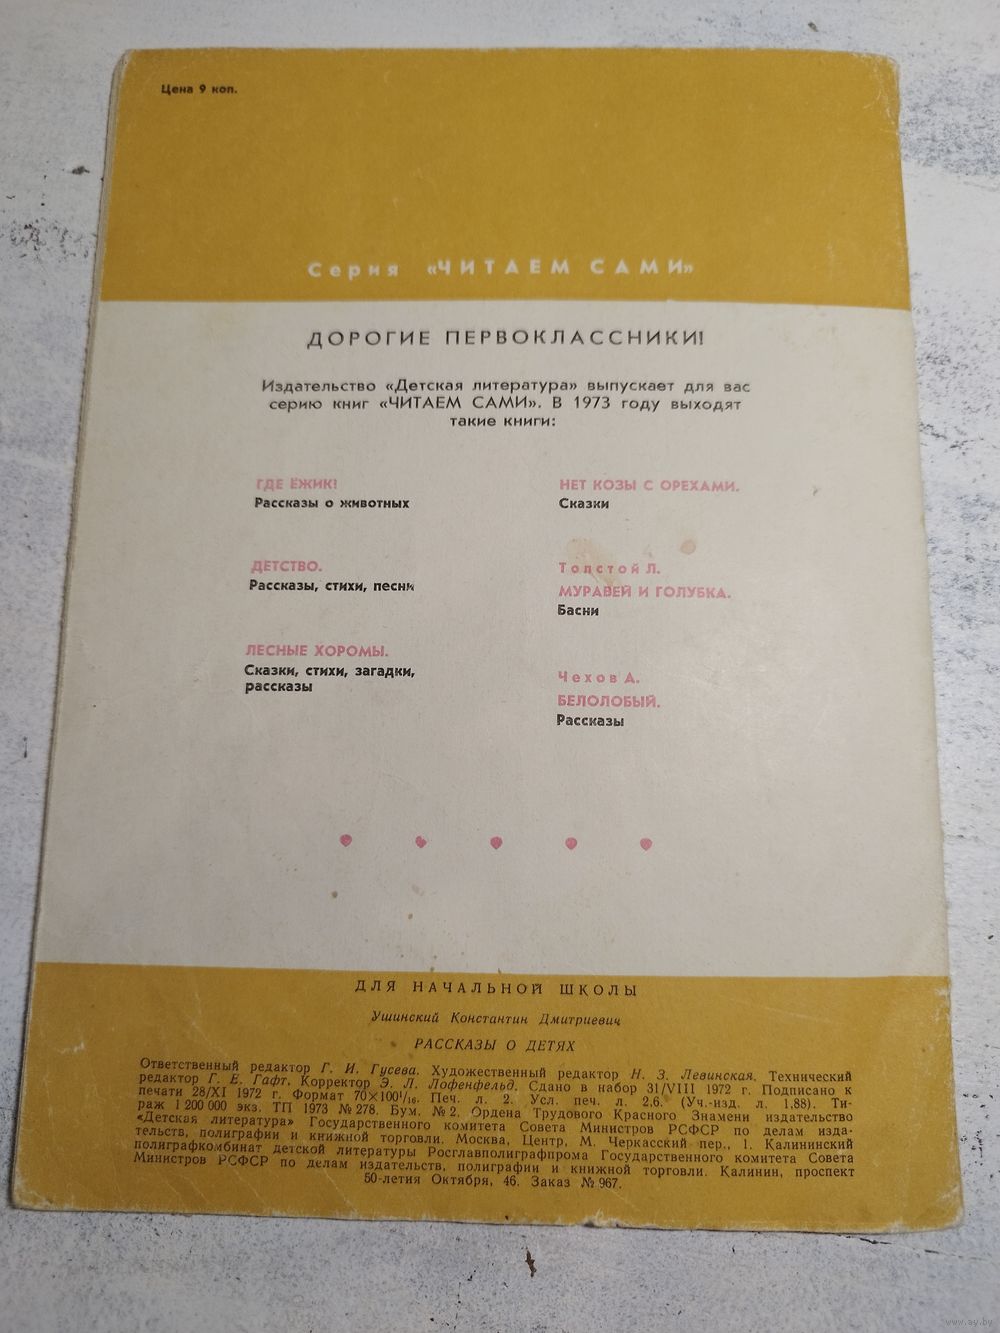 Цена 9 коп.
Серия «ЧИТАЕМ САМИ»
ДОРОГИЕ ПЕРВОКЛАССНИКИ!
Издательство «Детская литература» выпускает для вас
серию книг «ЧИТАЕМ САМИ». В 1973 году выходят
такие книги:
ГДЕ ЁЖИК!
Рассказы о животных
ДЕТСТВО.
Рассказы, стихи, песни
ЛЕСНЫЕ ХОРОМЫ.
Сказки, стихи, загадки,
рассказы
НЕТ КОЗЫ С ОРЕХАМИ.
Сказки
Толстой Л.
МУРАВЕЙ И ГОЛУБКА.
Басни
Чехов А.
БЕЛОЛОБЫЙ.
Рассказы
ДЛЯ НАЧАЛЬНОЙ ШКОЛЫ
Ушинский Константин Дмитриевич
РАССКАЗЫ О ДЕТЯХ
Ответственный редактор Г. И. Гусева. Художественный редактор Н. З. Левинская. Технический
редактор Г. Е. Гафт. Корректор Э. Л. Лофенфельд. Сдано в набор 31/VIII 1972 г. Подписано к
печати 28/XI 1972 г. Формат 70×100¹/₁₆. Печ. л. 2. Усл. печ. л. 2.6. (Уч.-изд. л. 1.88). Ти-
раж 1 200 000 экз. ТП 1973 № 278. Бум. № 2. Ордена Трудового Красного Знамени издательство
«Детская литература» Государственного комитета Совета Министров РСФСР по делам изда-
тельств, полиграфии и книжной торговли. Москва, Центр, М. Черкасский пер., 1. Калининский
полиграфкомбинат детской литературы Росглавполиграфпрома Государственного комитета Совета
Министров РСФСР по делам издательств, полиграфии и книжной торговли. Калинин, проспект
50-летия Октября, 46. Заказ № 967.
www.ay.by